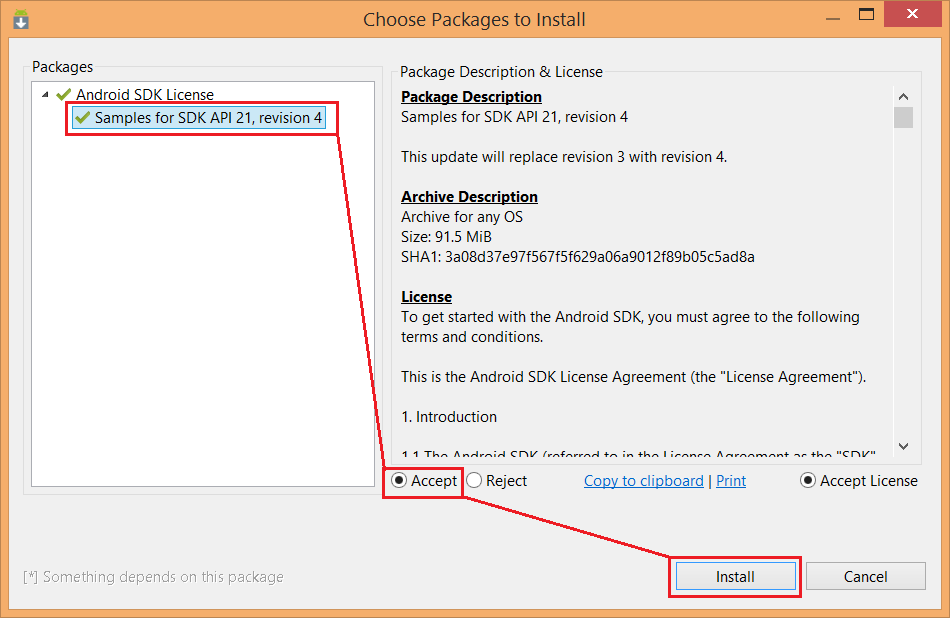 Choose Packages to Install
Packages
Android SDK License
Samples for SDK API 21, revision 4
Package Description & License
Package Description
Samples for SDK API 21, revision 4
This update will replace revision 3 with revision 4.
Archive Description
Archive for any OS
Size: 91.5 MiB
SHA1: 3a08d37e97f567f5f629a06a9012f89b05c5ad8a
License
To get started with the Android SDK, you must agree to the following
terms and conditions.
This is the Android SDK License Agreement (the "License Agreement").
1. Introduction
1.1 The Android SDK (referred to in the License Agreement as the "SDK"
Accept Reject Copy to clipboard | Print Accept License
[*] Something depends on this package
Install Cancel